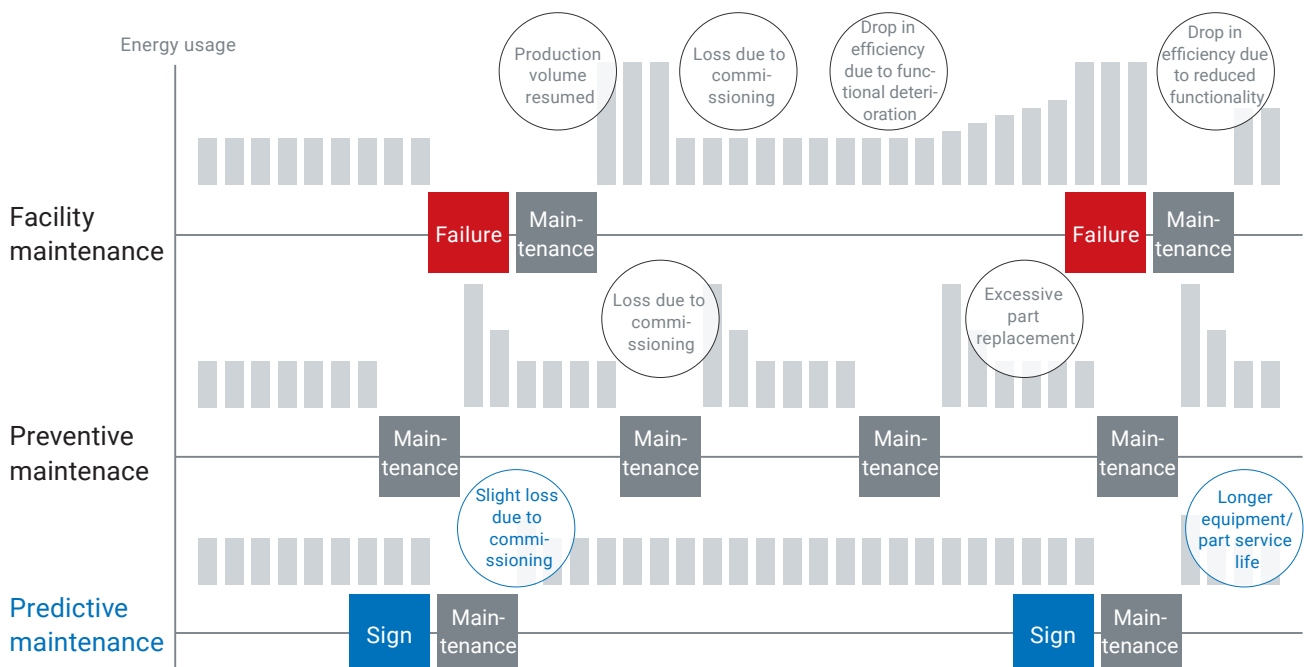 Energy usage
Production
volume
resumed
Loss due to
commi-
ssioning
Drop in
efficiency
due to func-
tional deteri-
oration
Drop in
efficiency due
to reduced
functionality
Facility
maintenance
Failure
Main-
tenance
Failure
Main-
tenance
Loss due to
commi-
ssioning
Excessive
part
replacement
Preventive
maintenace
Main-
tenance
Main-
tenance
Main-
tenance
Main-
tenance
Slight loss
due to
commi-
ssioning
Longer
equipment/
part service
life
Predictive
maintenance
Sign
Main-
tenance
Sign
Main-
tenance